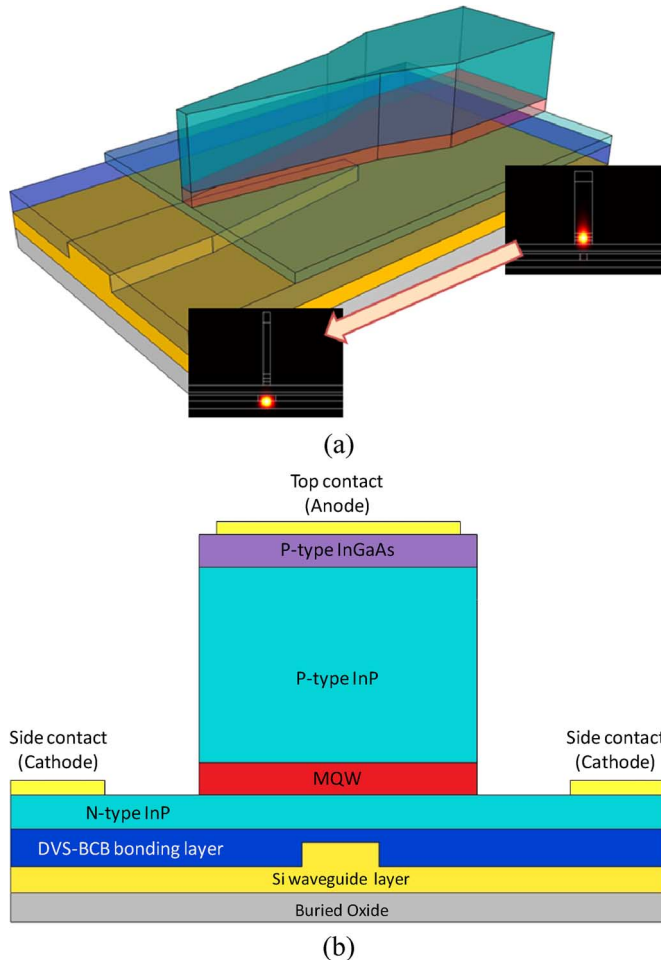 (a)
Top contact
(Anode)
P-type InGaAs
P-type InP
Side contact
(Cathode)
Side contact
(Cathode)
MQW
N-type InP
DVS-BCB bonding layer
Si waveguide layer
Buried Oxide
(b)